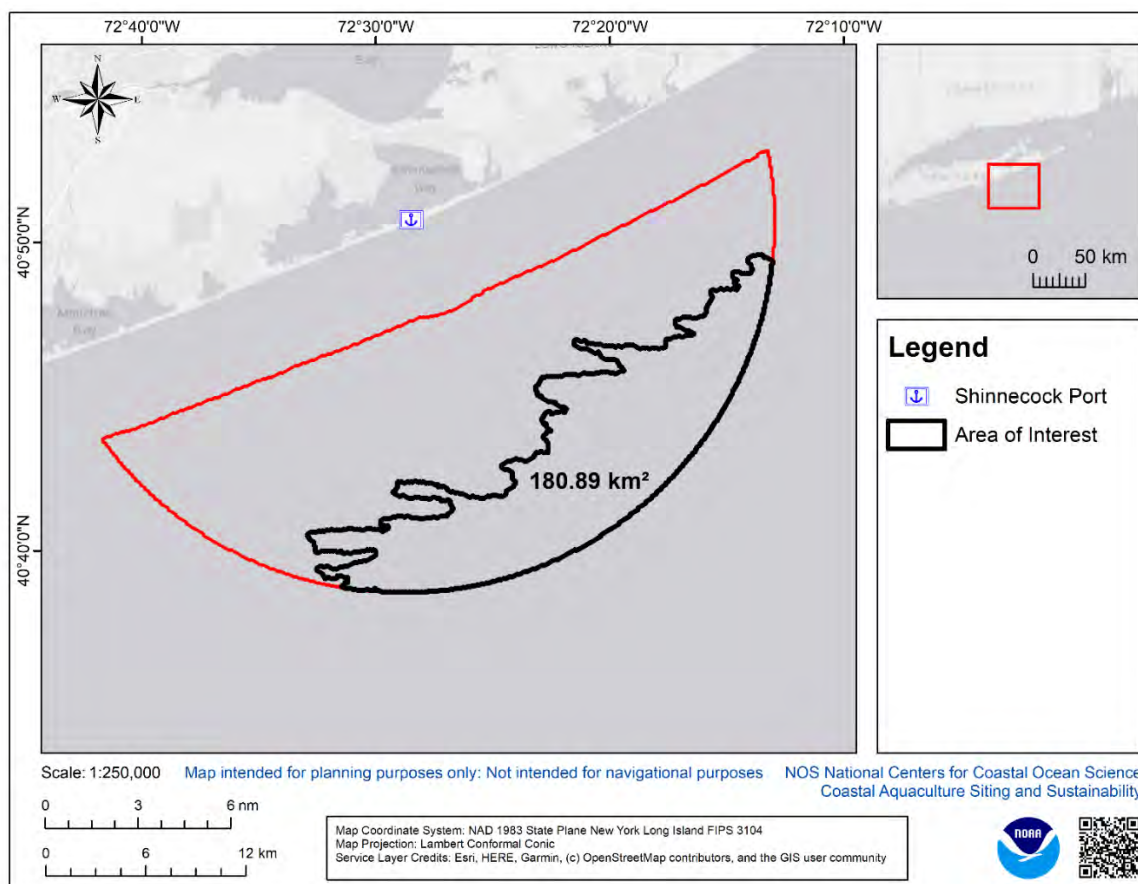 72°40'0"W 72°30'0"W 72°20'0"W 72°10'0"W
N
W E
S
Bay
Bay
Bay
40°50'0"N
40°40'0"N
180.89 km²
0 50 km
Legend
Shinnecock Port
Area of Interest
Scale: 1:250,000 Map intended for planning purposes only: Not intended for navigational purposes
NOS National Centers for Coastal Ocean Science
Coastal Aquaculture Siting and Sustainability
0 3 6 nm
0 6 12 km
Map Coordinate System: NAD 1983 State Plane New York Long Island FIPS 3104
Map Projection: Lambert Conformal Conic
Service Layer Credits: Esri, HERE, Garmin, (c) OpenStreetMap contributors, and the GIS user community
NOAA